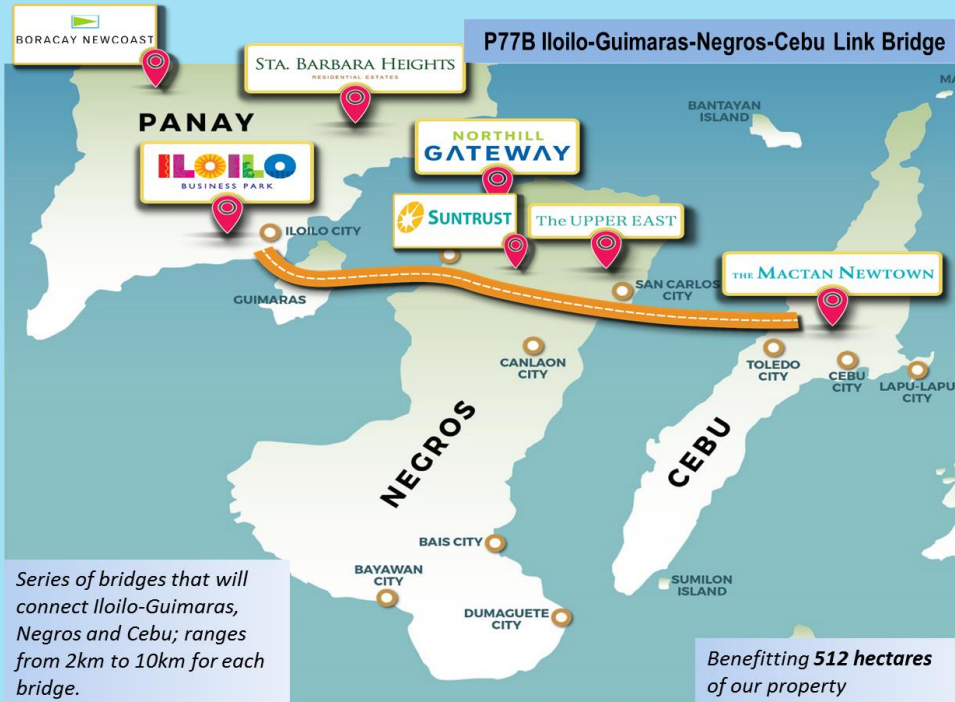 BORACAY NEWCOAST
P77B Iloilo-Guimaras-Negros-Cebu Link Bridge
STA. BARBARA HEIGHTS
RESIDENTIAL ESTATES
BANTAYAN
ISLAND
MA
PANAY
NORTHILL
GATEWAY
ILOILO
BUSINESS PARK
SUNTRUST
The UPPER EAST
ILOILO CITY
THE MACTAN NEWTOWN
SAN CARLOS
CITY
GUIMARAS
CANLAON
CITY
TOLEDO
CITY
CEBU
CITY
LAPU-LAPU
CITY
NEGROS
CEBU
BAIS CITY
BAYAWAN
CITY
SUMILON
ISLAND
DUMAGUETE
CITY
Series of bridges that will
connect Iloilo-Guimaras,
Negros and Cebu; ranges
from 2km to 10km for each
bridge.
Benefitting 512 hectares
of our property